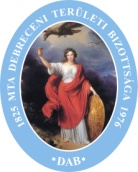 1825 MTA DEBRECENI TERÜLETI BIZOTTSÁGA 1976
*DAB*